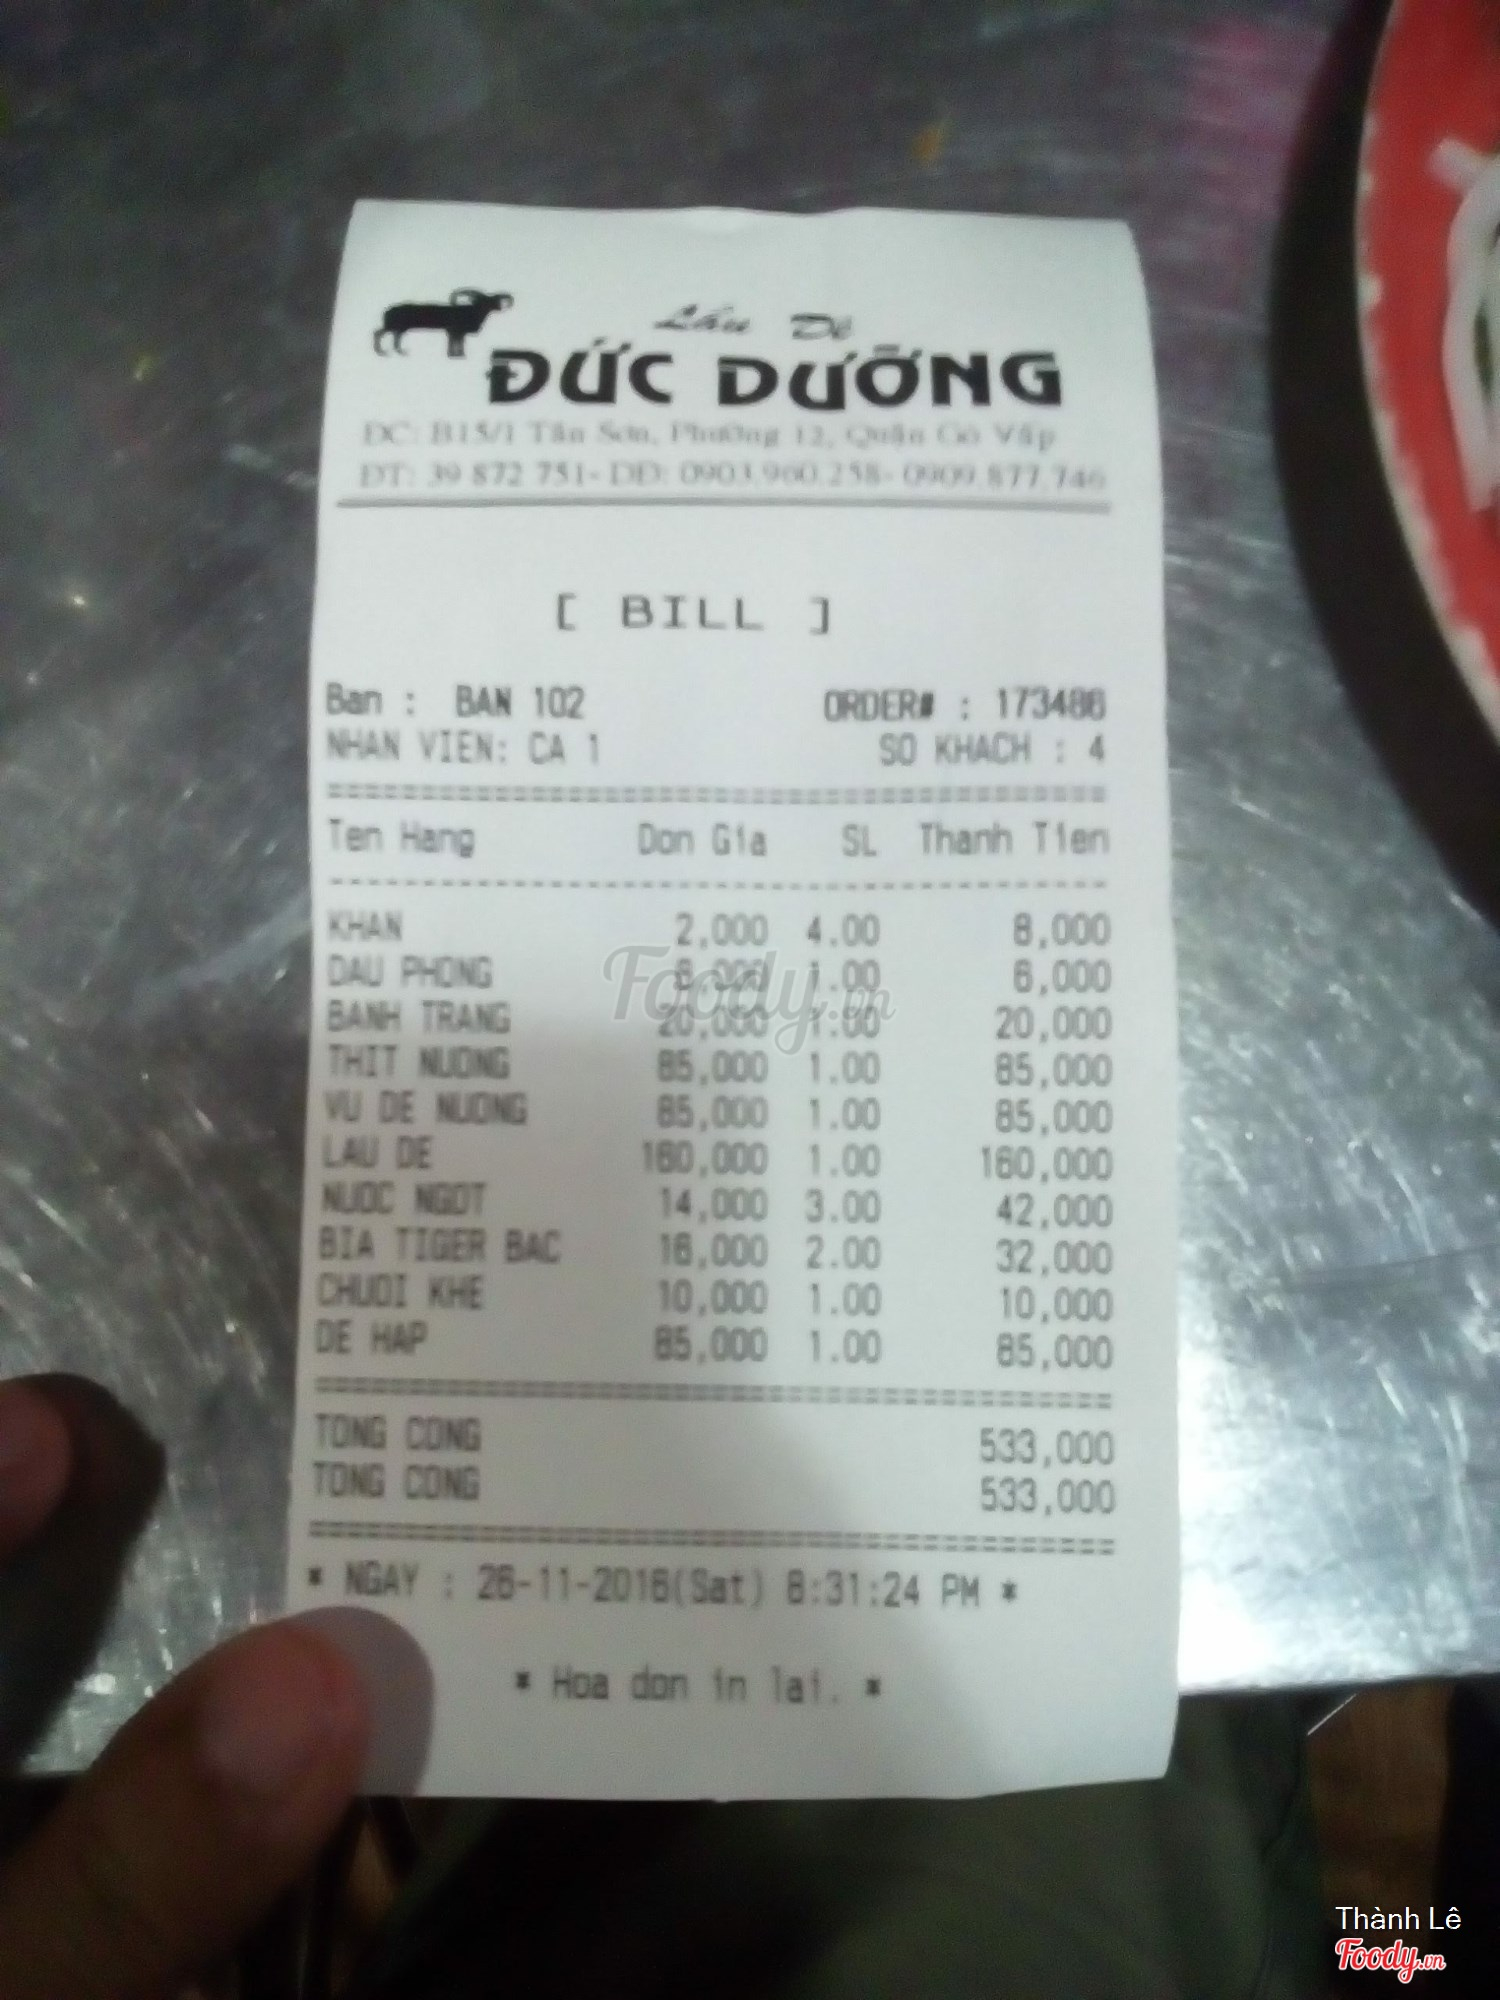 Lẩu Dê
ĐỨC DƯỠNG
ĐC: B15/1 Tân Sơn, Phường 12, Quận Gò Vấp
ĐT: 39 872 751- DĐ: 0903.960.258- 0909.877.746
[ BILL ]
Ban : BAN 102 ORDER# : 173486
NHAN VIEN: CA 1 SO KHACH : 4
Ten Hang Don Gia SL Thanh Tien
KHAN 2,000 4.00 8,000
DAU PHONG 6,000 1.00 6,000
BANH TRANG 20,000 1.00 20,000
THIT NUONG 85,000 1.00 85,000
VU DE NUONG 85,000 1.00 85,000
LAU DE 160,000 1.00 160,000
NUOC NGOT 14,000 3.00 42,000
BIA TIGER BAC 16,000 2.00 32,000
CHUOI KHE 10,000 1.00 10,000
DE HAP 85,000 1.00 85,000
TONG CONG 533,000
TONG CONG 533,000
* NGAY : 26-11-2016(Sat) 8:31:24 PM *
* Hoa don in lai. *
Foody.vn
Thành Lê
Foody.vn